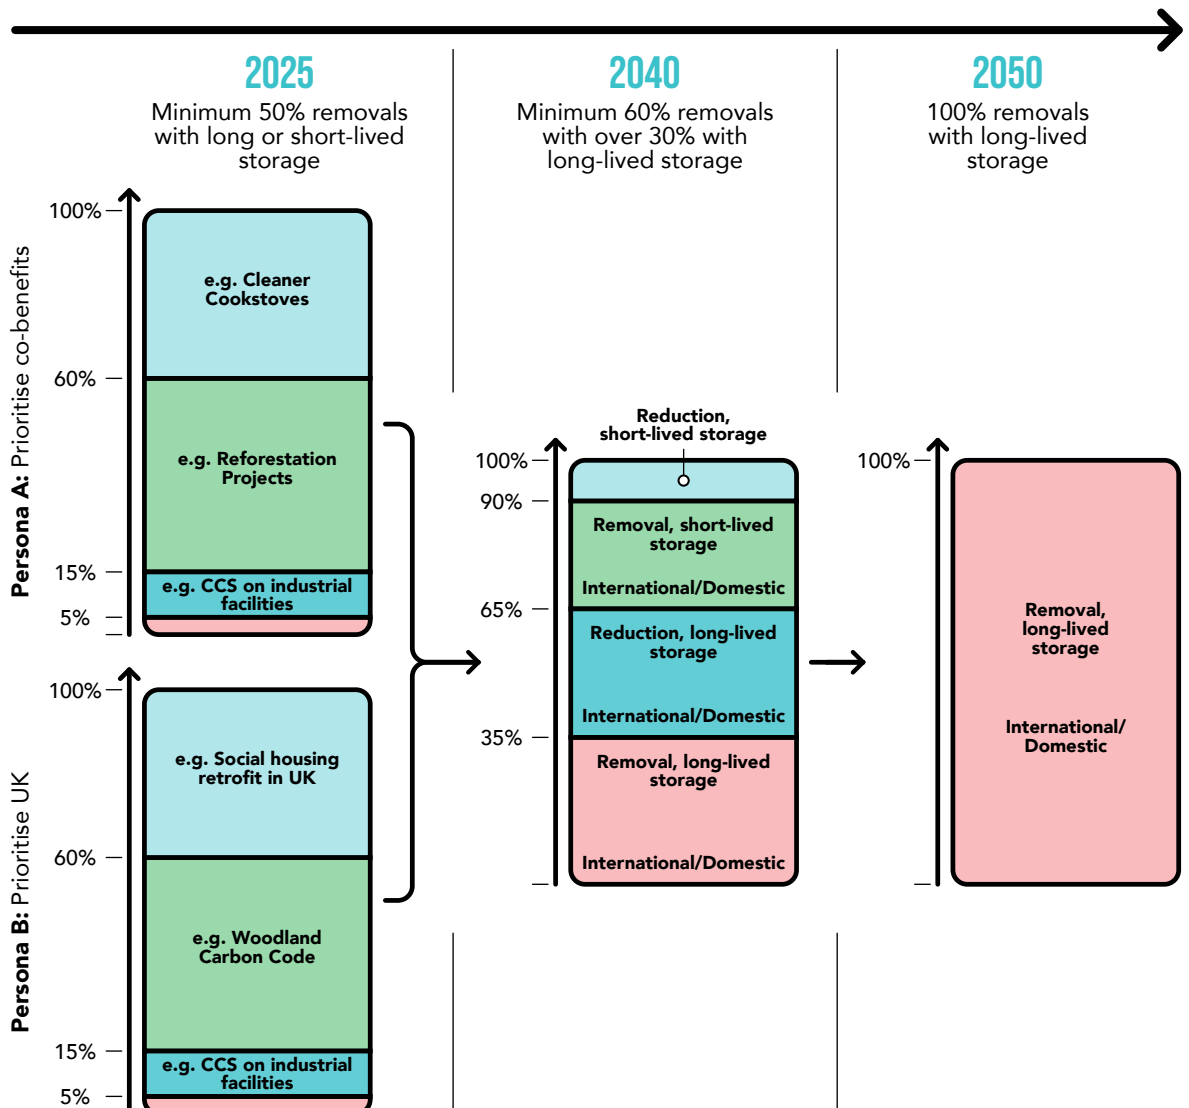 2025
Minimum 50% removals
with long or short-lived
storage
2040
Minimum 60% removals
with over 30% with
long-lived storage
2050
100% removals
with long-lived
storage
Persona A: Prioritise co-benefits
100%
60%
15%
5%
e.g. Cleaner
Cookstoves
e.g. Reforestation
Projects
e.g. CCS on industrial
facilities
Persona B: Prioritise UK
100%
60%
15%
5%
e.g. Social housing
retrofit in UK
e.g. Woodland
Carbon Code
e.g. CCS on industrial
facilities
Reduction,
short-lived storage
100%
90%
65%
35%
Removal, short-lived
storage
International/Domestic
Reduction, long-lived
storage
International/Domestic
Removal, long-lived
storage
International/Domestic
100%
Removal,
long-lived
storage
International/
Domestic